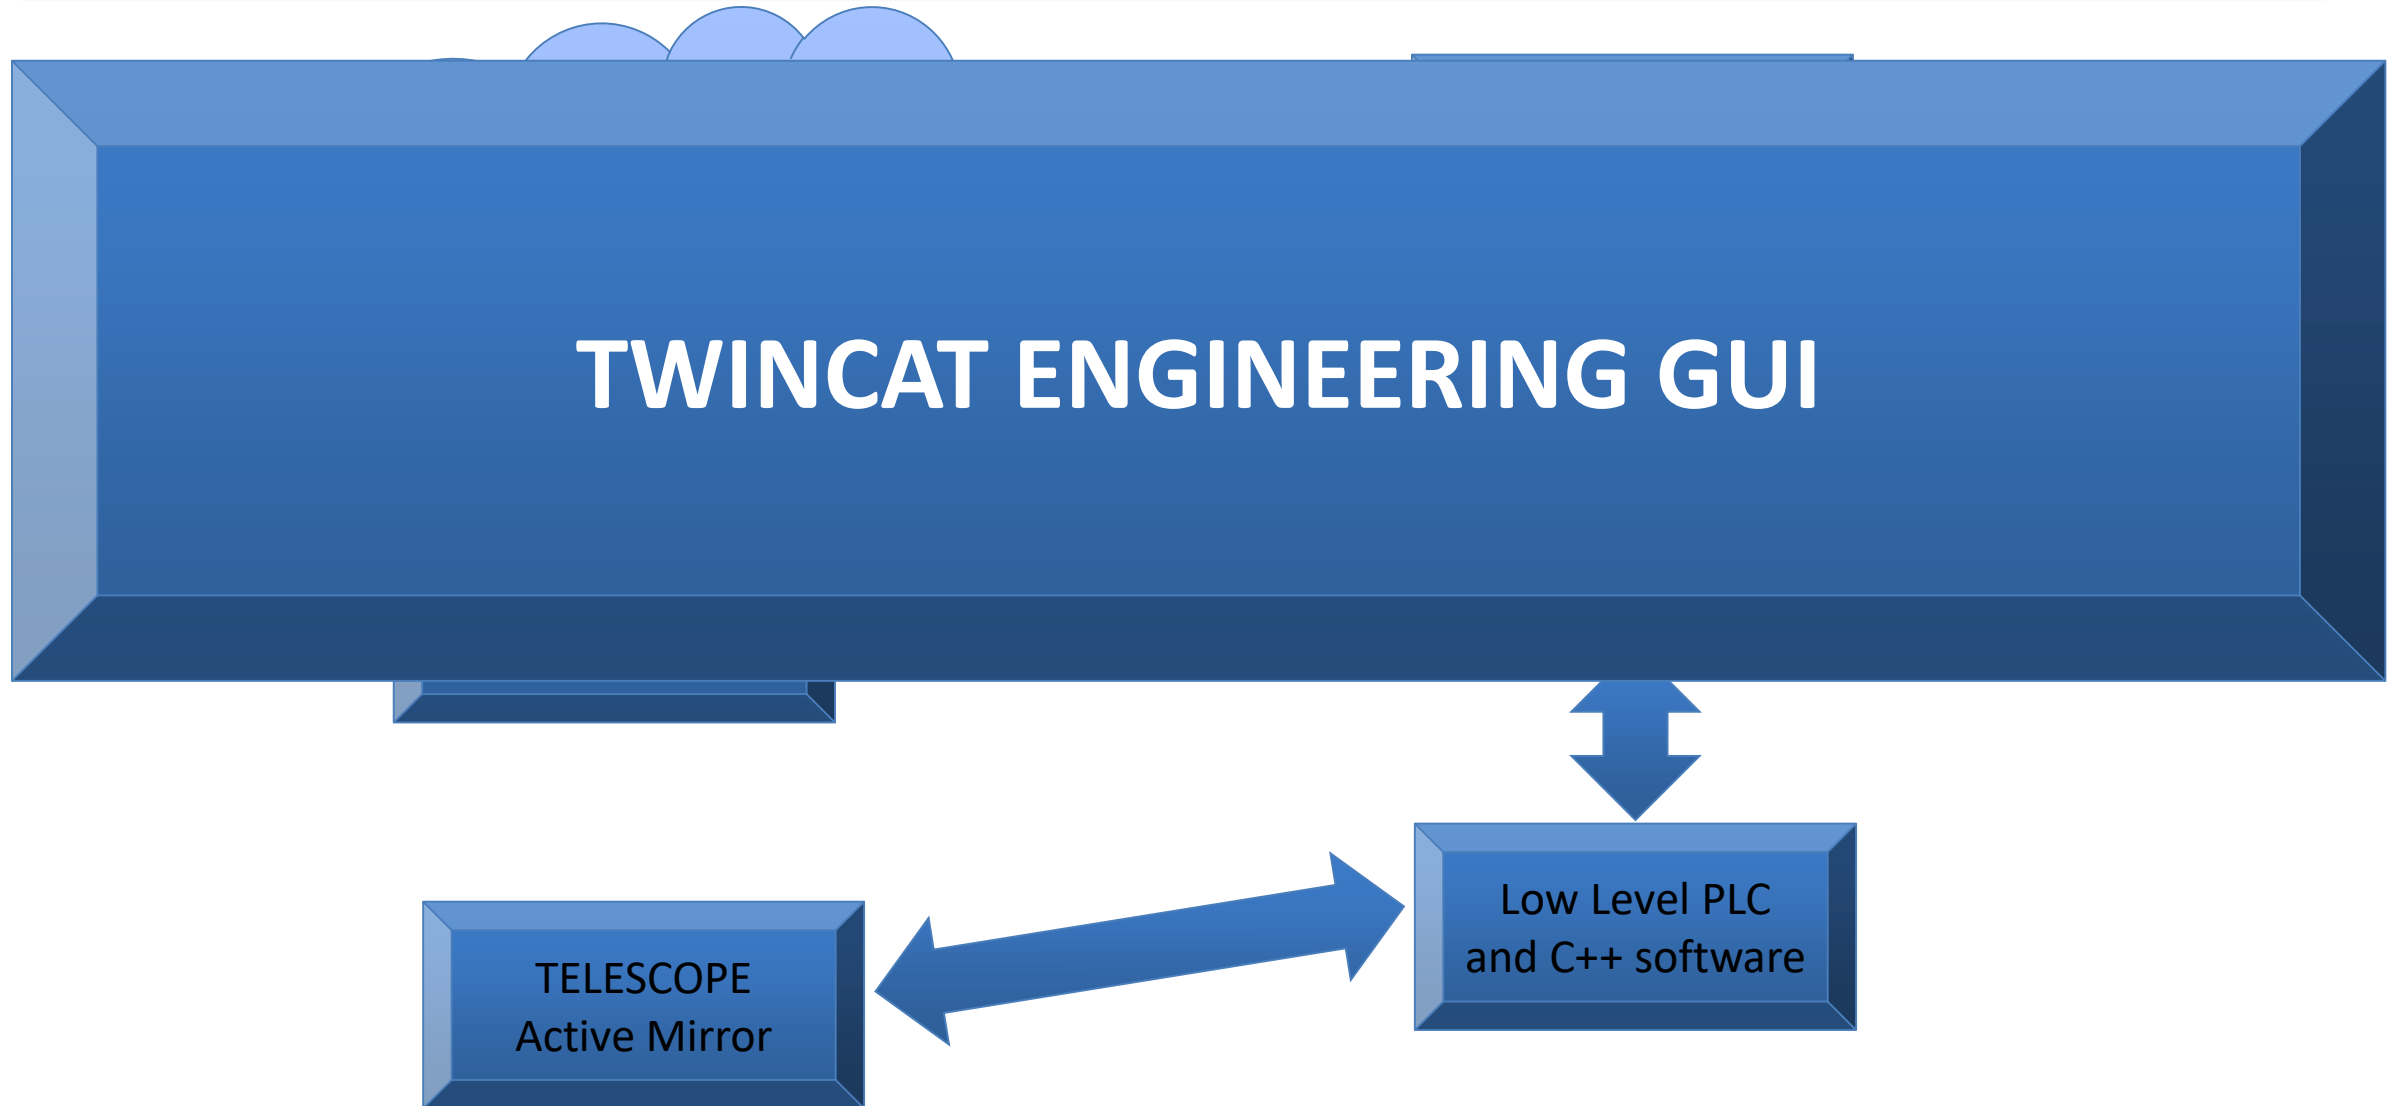 TWINCAT ENGINEERING GUI
Low Level PLC
and C++ software
TELESCOPE
Active Mirror